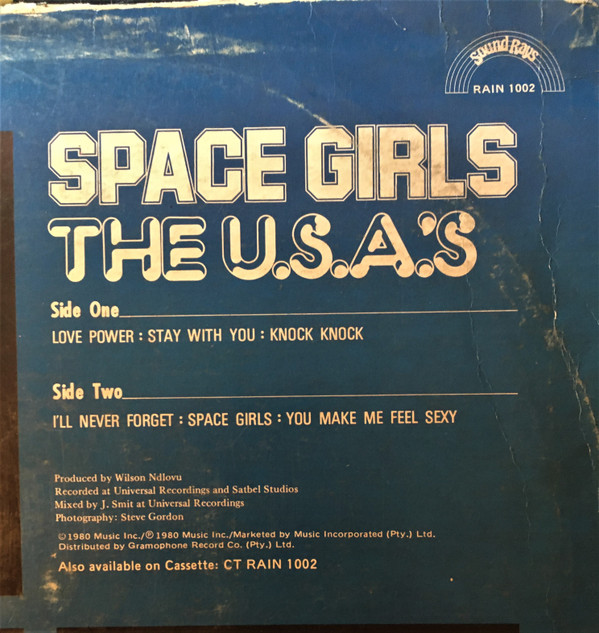 Sound Rays
RAIN 1002
SPACE GIRLS
THE U.S.A.'S
Side One
LOVE POWER : STAY WITH YOU : KNOCK KNOCK
Side Two
I'LL NEVER FORGET : SPACE GIRLS : YOU MAKE ME FEEL SEXY
Produced by Wilson Ndlovu
Recorded at Universal Recordings and Satbel Studios
Mixed by J. Smit at Universal Recordings
Photography: Steve Gordon
©1980 Music Inc./℗1980 Music Inc./Marketed by Music Incorporated (Pty.) Ltd.
Distributed by Gramophone Record Co. (Pty.) Ltd.
Also available on Cassette: CT RAIN 1002